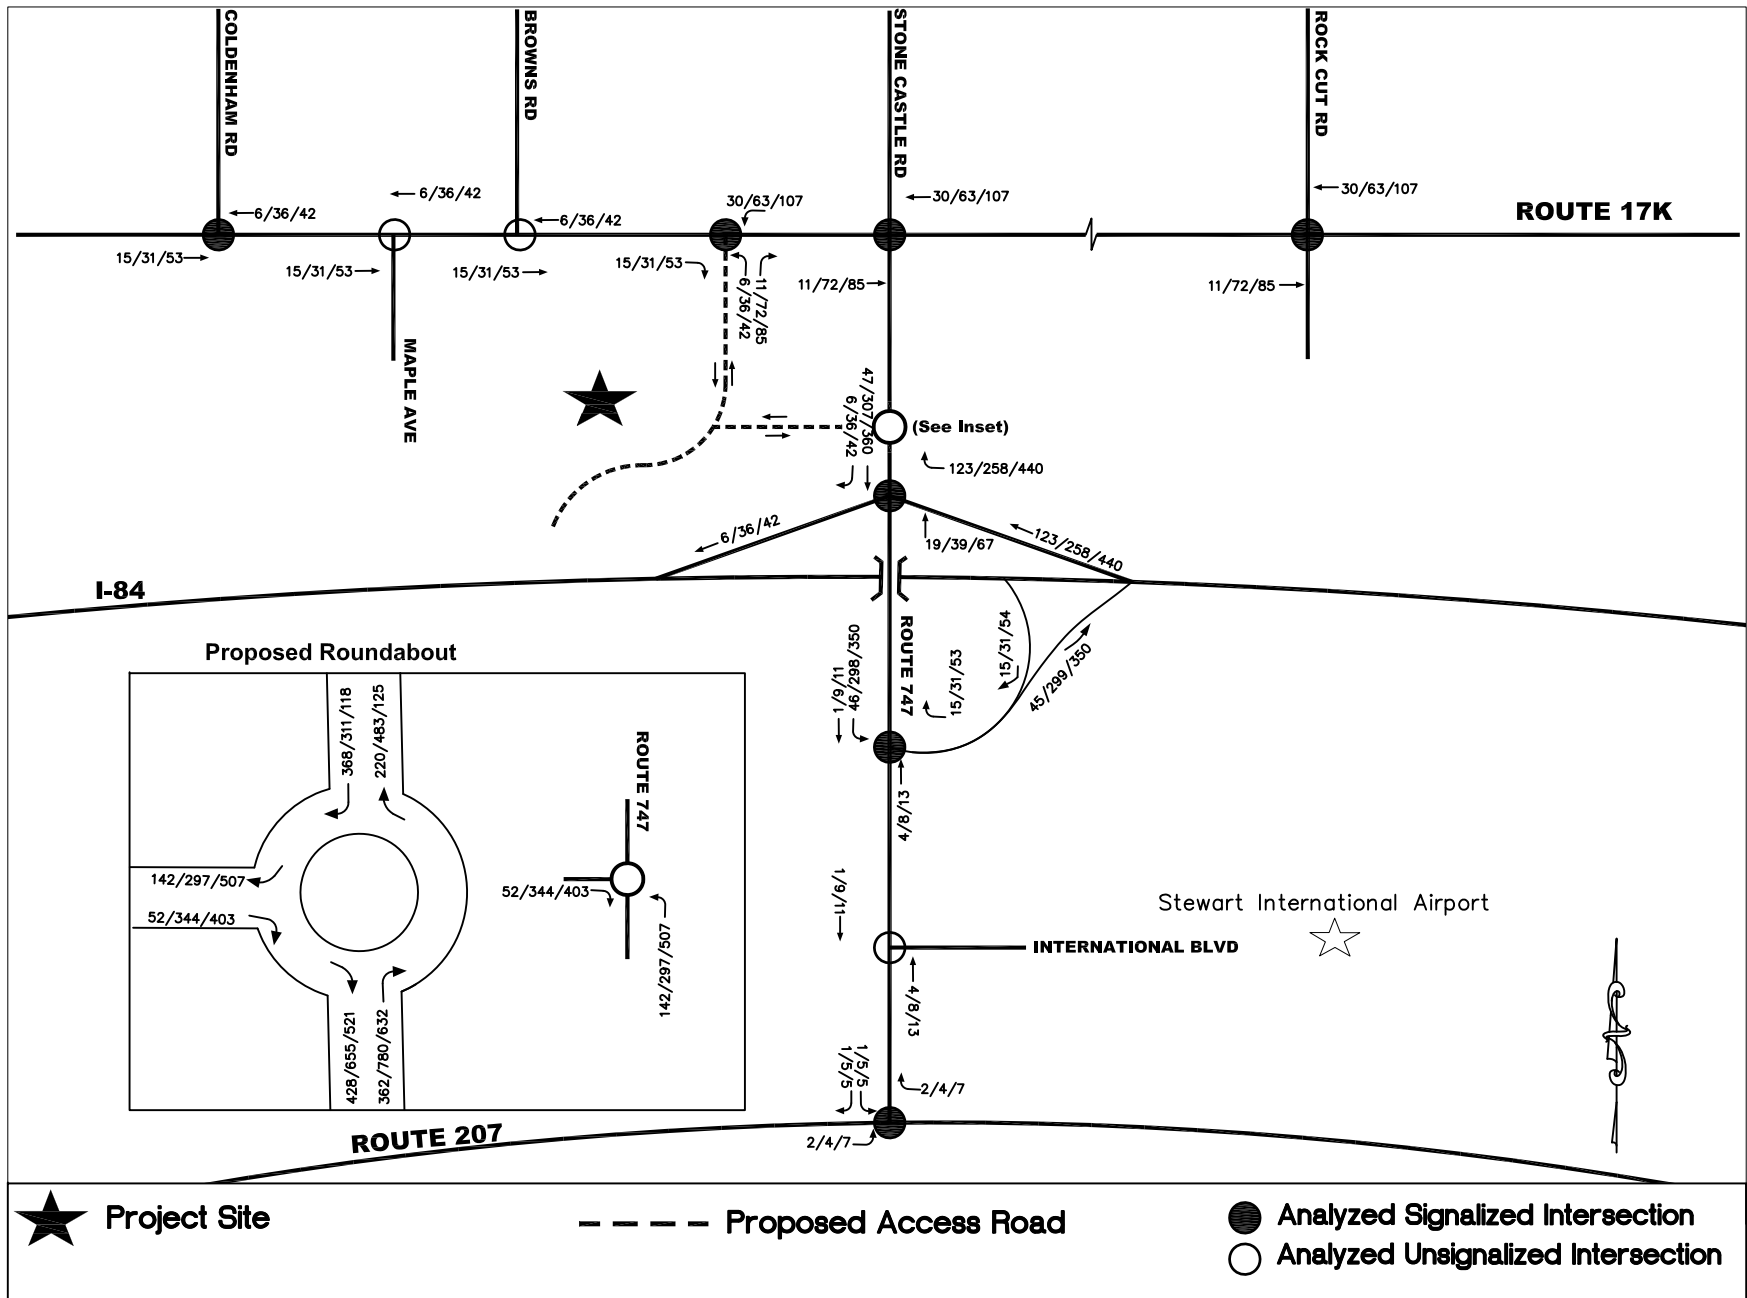 COLDENHAM RD
BROWNS RD
STONE CASTLE RD
ROCK CUT RD
6/36/42
6/36/42
6/36/42
30/63/107
30/63/107
30/63/107
ROUTE 17K
15/31/53
15/31/53
15/31/53
15/31/53
6/36/42
11/72/85
11/72/85
11/72/85
MAPLE AVE
47/307/360
6/36/42
(See Inset)
123/258/440
6/36/42
19/39/67
123/258/440
I-84
ROUTE 747
1/9/11
46/298/350
15/31/53
15/31/54
45/299/350
4/8/13
Proposed Roundabout
368/311/118
220/483/125
142/297/507
52/344/403
428/655/521
362/780/632
ROUTE 747
52/344/403
142/297/507
1/9/11
Stewart International Airport
INTERNATIONAL BLVD
4/8/13
1/5/5
1/5/5
2/4/7
2/4/7
ROUTE 207
Project Site
Proposed Access Road
Analyzed Signalized Intersection
Analyzed Unsignalized Intersection